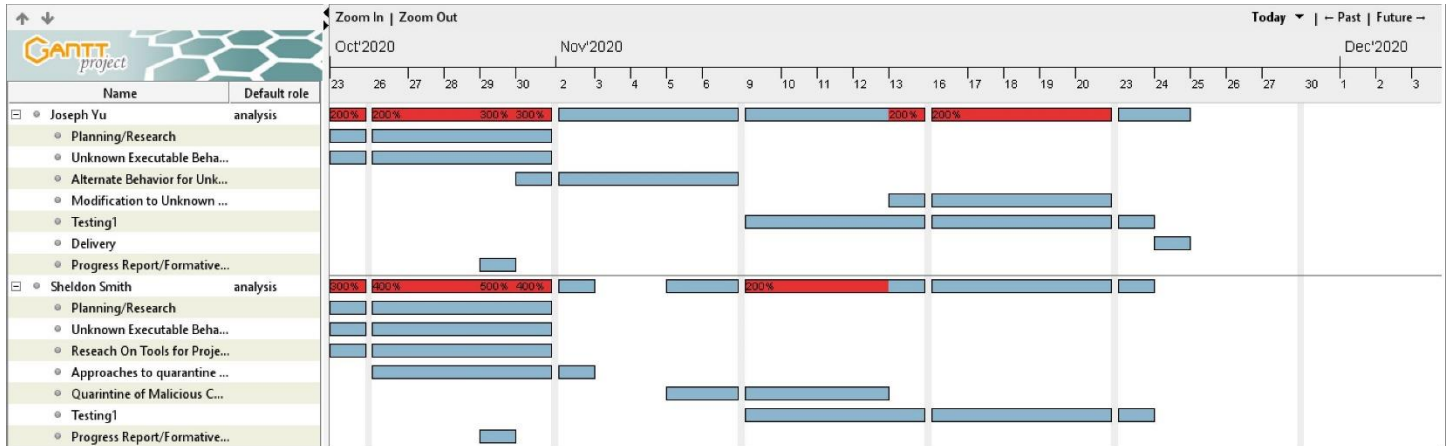 Zoom In | Zoom Out Today ▼ | ←Past | Future→
GANTT project
Oct'2020 Nov'2020 Dec'2020
23 26 27 28 29 30 2 3 4 5 6 9 10 11 12 13 16 17 18 19 20 23 24 25 26 27 30 1 2 3
Name Default role
Joseph Yu analysis 200% 200% 300% 300% 200% 200%
Planning/Research
Unknown Executable Beha...
Alternate Behavior for Unk...
Modification to Unknown ...
Testing1
Delivery
Progress Report/Formative...
Sheldon Smith analysis 300% 400% 500% 400% 200%
Planning/Research
Unknown Executable Beha...
Reseach On Tools for Proje...
Approaches to quarantine ...
Quarintine of Malicious C...
Testing1
Progress Report/Formative...